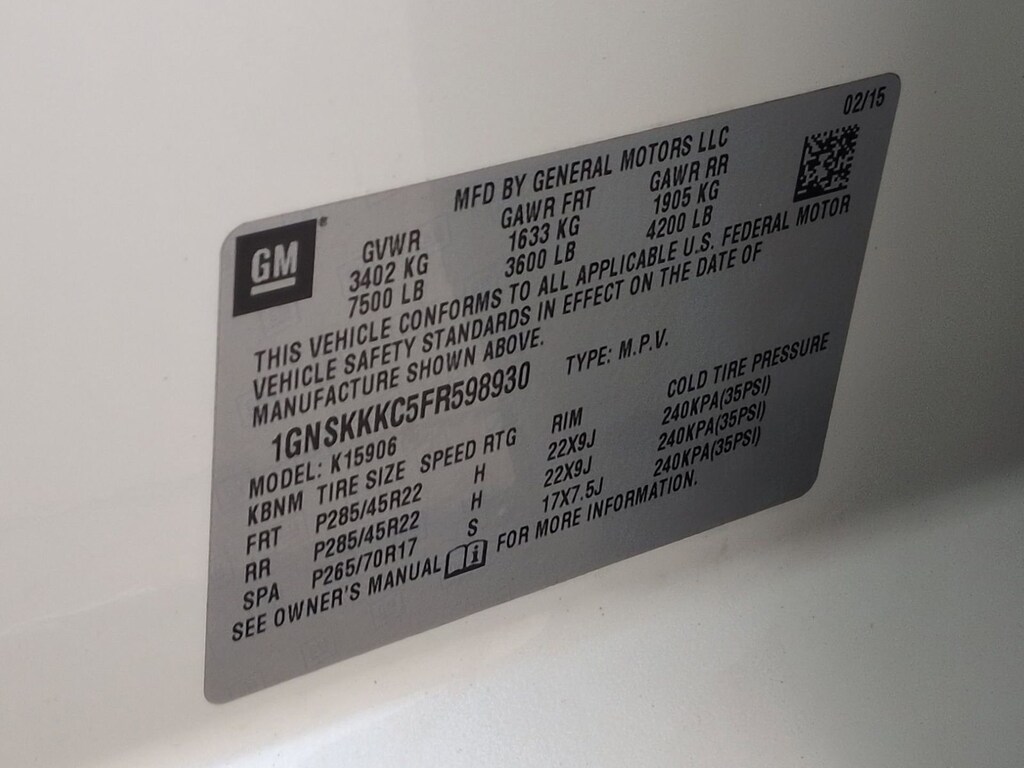 02/15
MFD BY GENERAL MOTORS LLC
GM
GVWR GAWR FRT GAWR RR
3402 KG 1633 KG 1905 KG
7500 LB 3600 LB 4200 LB
THIS VEHICLE CONFORMS TO ALL APPLICABLE U.S. FEDERAL MOTOR
VEHICLE SAFETY STANDARDS IN EFFECT ON THE DATE OF
MANUFACTURE SHOWN ABOVE.
1GNSKKKC5FR598930 TYPE: M.P.V.
MODEL: K15906
KBNM TIRE SIZE SPEED RTG RIM COLD TIRE PRESSURE
FRT P285/45R22 H 22X9J 240KPA(35PSI)
RR P285/45R22 H 22X9J 240KPA(35PSI)
SPA P265/70R17 S 17X7.5J 240KPA(35PSI)
SEE OWNER'S MANUAL FOR MORE INFORMATION.